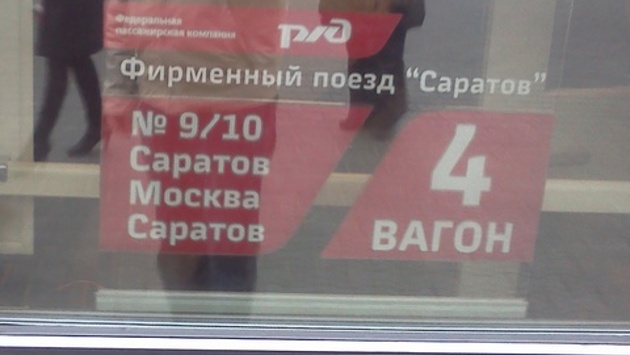 Федеральная
пассажирская компания
ржд
Фирменный поезд "Саратов"
№ 9/10
Саратов
Москва
Саратов
4
ВАГОН